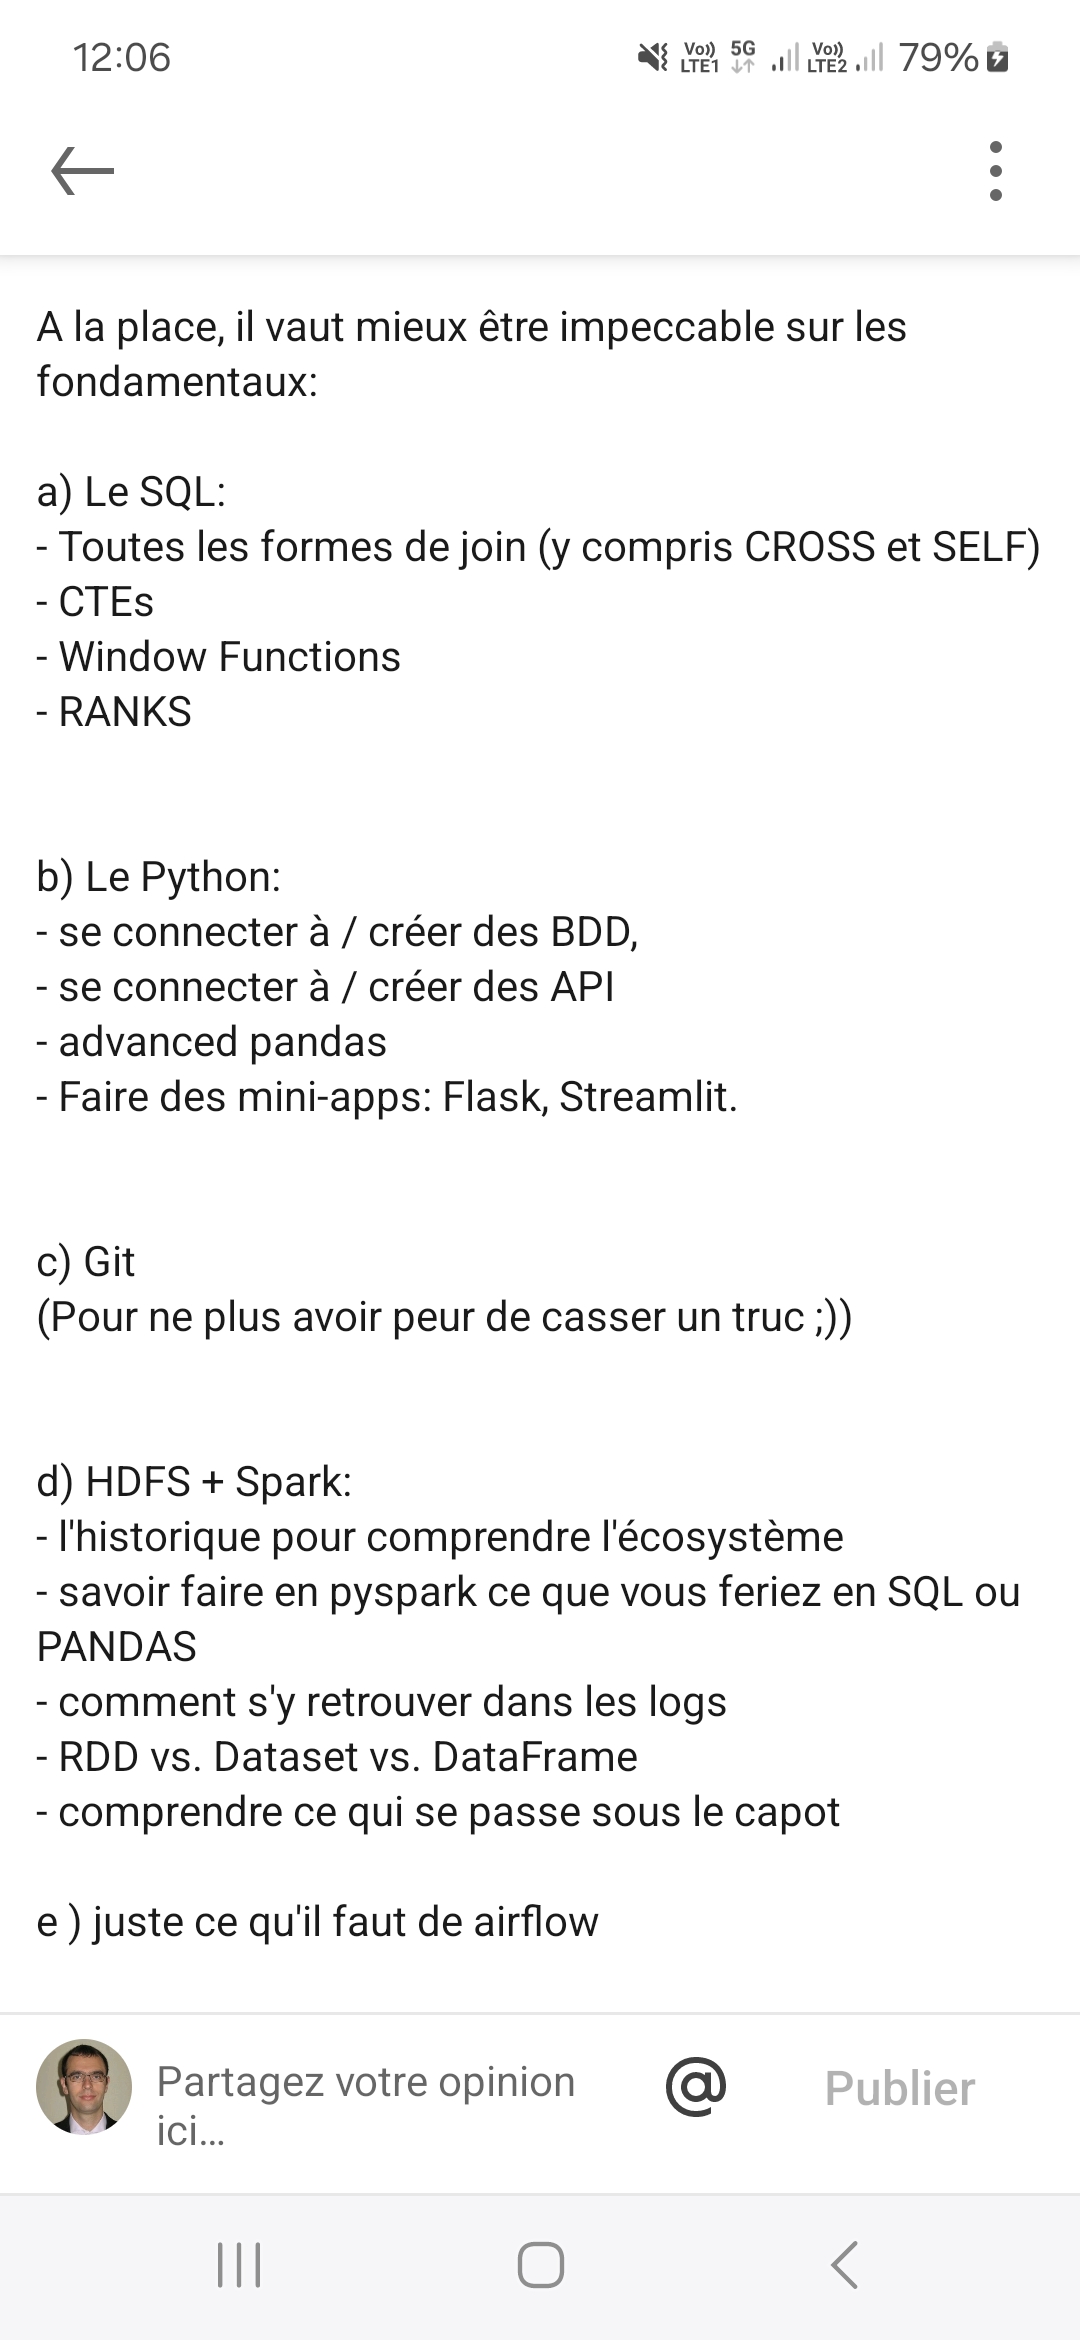 12:06
Vo)) LTE1 5G Vo)) LTE2 79%
A la place, il vaut mieux être impeccable sur les
fondamentaux:
a) Le SQL:
- Toutes les formes de join (y compris CROSS et SELF)
- CTEs
- Window Functions
- RANKS
b) Le Python:
- se connecter à / créer des BDD,
- se connecter à / créer des API
- advanced pandas
- Faire des mini-apps: Flask, Streamlit.
c) Git
(Pour ne plus avoir peur de casser un truc ;))
d) HDFS + Spark:
- l'historique pour comprendre l'écosystème
- savoir faire en pyspark ce que vous feriez en SQL ou
PANDAS
- comment s'y retrouver dans les logs
- RDD vs. Dataset vs. DataFrame
- comprendre ce qui se passe sous le capot
e ) juste ce qu'il faut de airflow
Partagez votre opinion
ici...
@
Publier